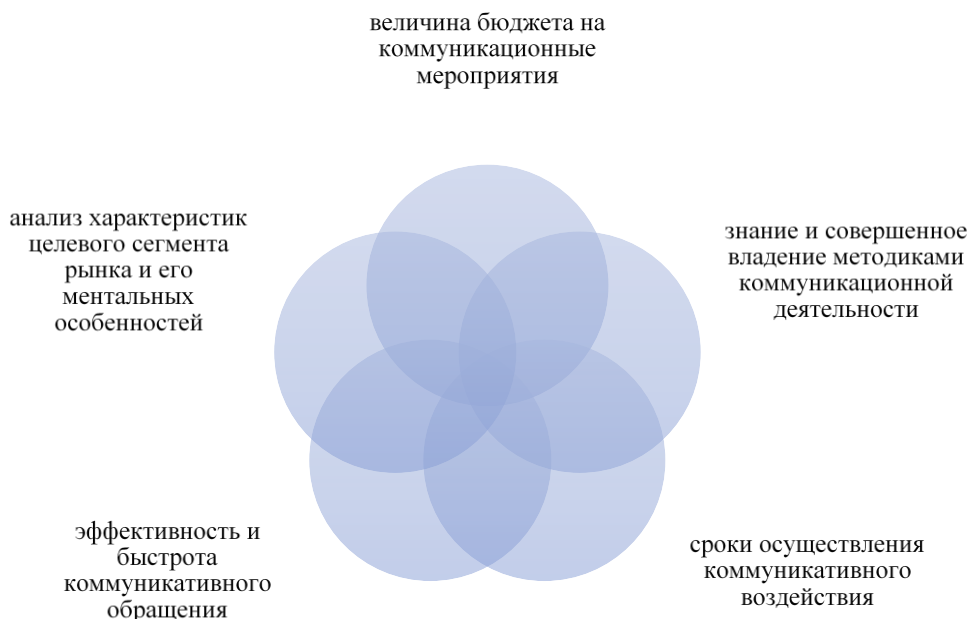 величина бюджета на
коммуникационные
мероприятия
анализ характеристик
целевого сегмента
рынка и его
ментальных
особенностей
знание и совершенное
владение методиками
коммуникационной
деятельности
эффективность и
быстрота
коммуникативного
обращения
сроки осуществления
коммуникативного
воздействия